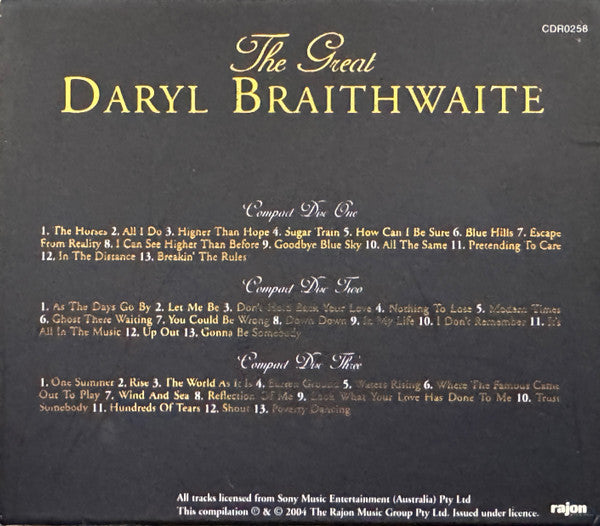 CDR0258
The Great
DARYL BRAITHWAITE
Compact Disc One
1. The Horses 2. All I Do 3. Higher Than Hope 4. Sugar Train 5. How Can I Be Sure 6. Blue Hills 7. Escape
From Reality 8. I Can See Higher Than Before 9. Goodbye Blue Sky 10. All The Same 11. Pretending To Care
12. In The Distance 13. Breakin' The Rules
Compact Disc Two
1. As The Days Go By 2. Let Me Be 3. Don't Hold Back Your Love 4. Nothing To Lose 5. Modern Times
6. Ghost There Waiting 7. You Could Be Wrong 8. Down Down 9. In My Life 10. I Don't Remember 11. It's
All In The Music 12. Up Out 13. Gonna Be Somebody
Compact Disc Three
1. One Summer 2. Rise 3. The World As It Is 4. Barren Ground 5. Waters Rising 6. Where The Famous Came
Out To Play 7. Wind And Sea 8. Reflection Of Me 9. Look What Your Love Has Done To Me 10. Trust
Somebody 11. Hundreds Of Tears 12. Shout 13. Poverty Dancing
All tracks licensed from Sony Music Entertainment (Australia) Pty Ltd
This compilation ℗ & © 2004 The Rajon Music Group Pty Ltd. Issued under licence.
rajon